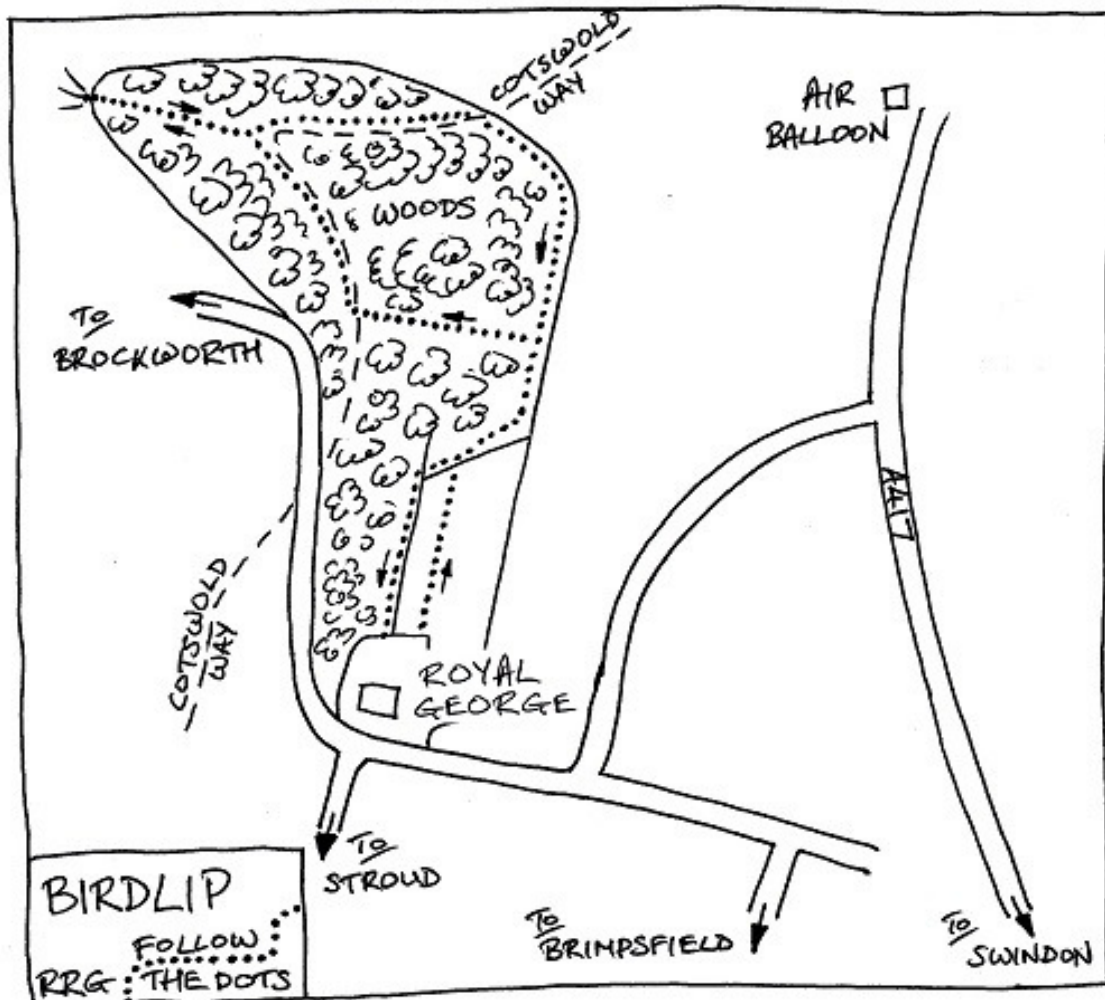 COTSWOLD
WAY
AIR
BALLOON
WOODS
TO
BROCKWORTH
A417
COTSWOLD
WAY
ROYAL
GEORGE
TO
STROUD
TO
BRIMPSFIELD
TO
SWINDON
BIRDLIP
FOLLOW
RRG THE DOTS